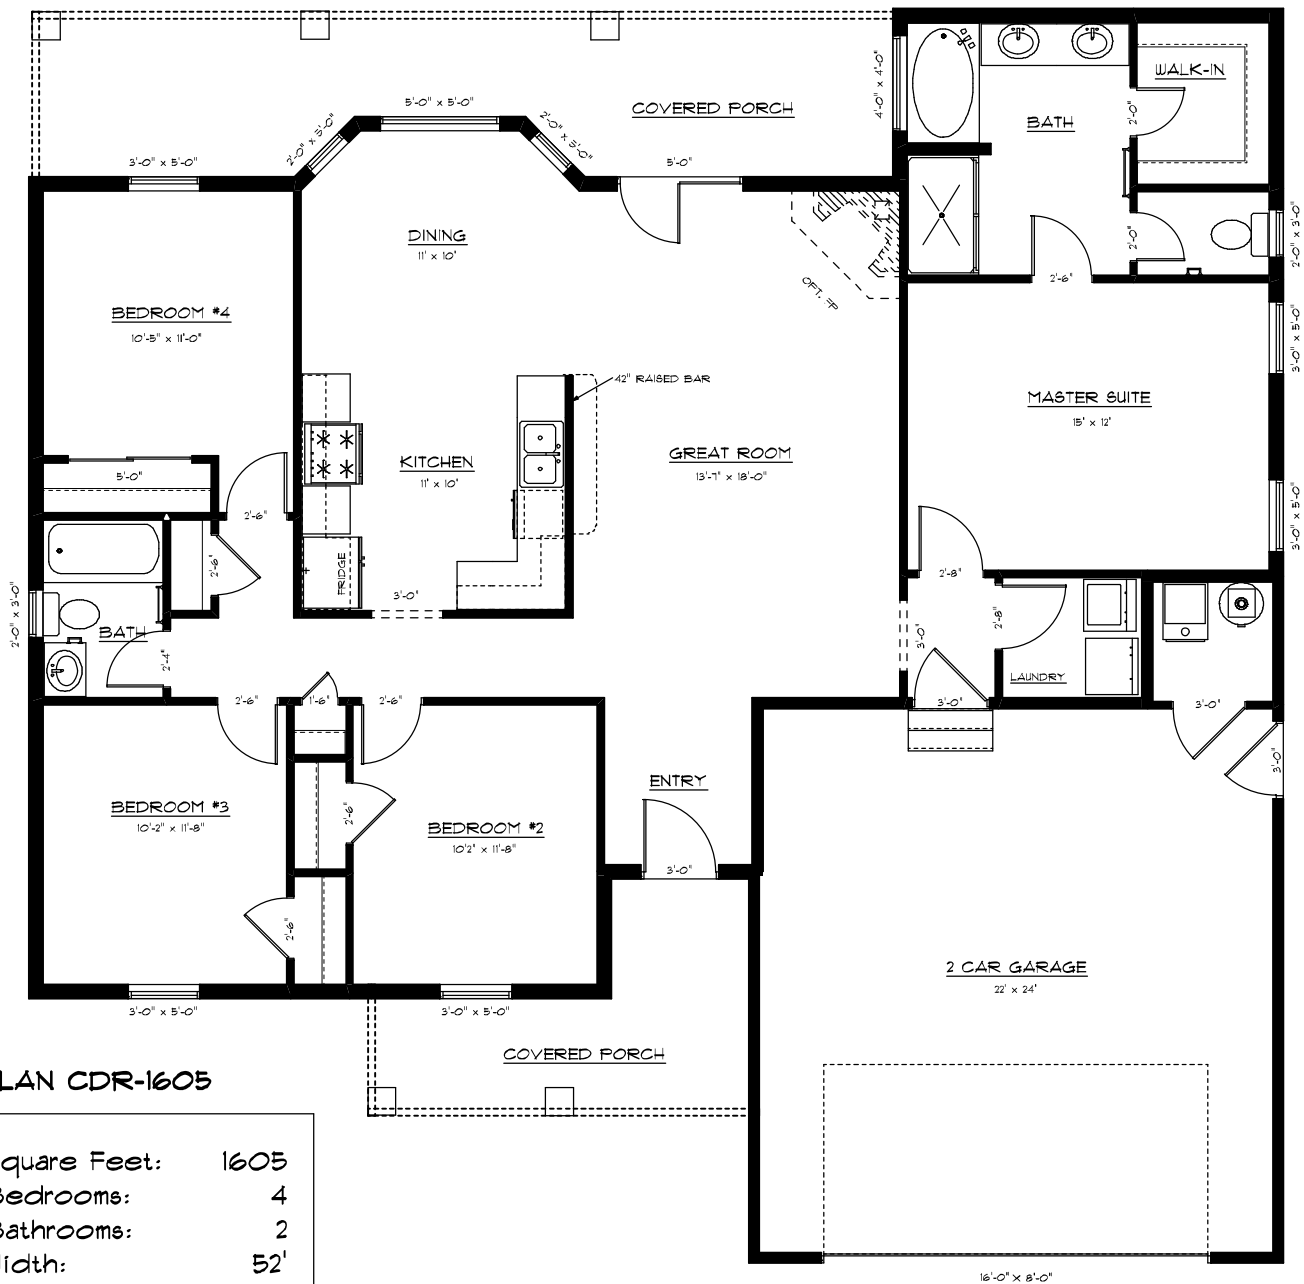 5'-0" x 5'-0"
COVERED PORCH
2'-0" x 5'-0"
2'-0" x 5'-0"
3'-0" x 5'-0"
5'-0"
4'-0" x 4'-0"
BATH
WALK-IN
2'-0"
2'-0"
2'-0" x 3'-0"
2'-6"
DINING
11' x 10'
OPT. FP
BEDROOM #4
10'-5" x 11'-0"
3'-0" x 5'-0"
42" RAISED BAR
MASTER SUITE
15' x 12'
GREAT ROOM
13'-7" x 18'-0"
KITCHEN
11' x 10'
5'-0"
2'-6"
3'-0" x 5'-0"
2'-6"
FRIDGE
3'-0"
2'-8"
2'-0" x 3'-0"
BATH
2'-4"
3'-0"
2'-8"
LAUNDRY
2'-6"
1'-6"
2'-6"
3'-0"
3'-0"
3'-0"
ENTRY
BEDROOM #3
10'-2" x 11'-8"
2'-6"
BEDROOM #2
10'2" x 11'-8"
3'-0"
2'-6"
2 CAR GARAGE
22' x 24'
3'-0" x 5'-0"
3'-0" x 5'-0"
COVERED PORCH
LAN CDR-1605
quare Feet: 1605
Bedrooms: 4
Bathrooms: 2
idth: 52'
16'-0" x 8'-0"